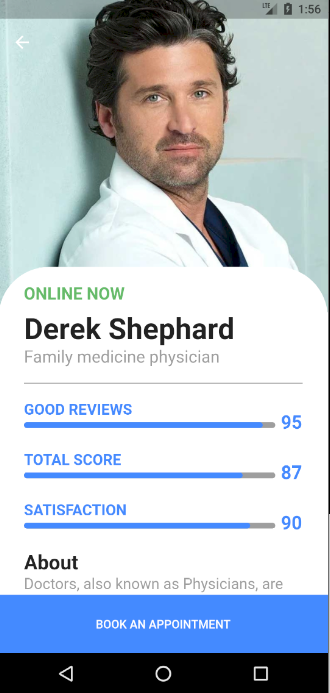 LTE 1:56
ONLINE NOW
Derek Shephard
Family medicine physician
GOOD REVIEWS
95
TOTAL SCORE
87
SATISFACTION
90
About
Doctors, also known as Physicians, are
BOOK AN APPOINTMENT